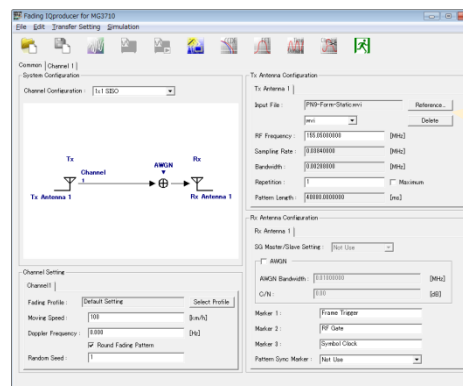 Fading IQproducer for MG3710
File Edit Transfer Setting Simulation
Common Channel 1
System Configuration
Channel Configuration : 1x1 SISO
Tx
Channel
1
AWGN
Rx
Tx Antenna 1
Rx Antenna 1
Channel Setting
Channel1
Fading Profile : Default Setting Select Profile
Moving Speed : 100 [km/h]
Doppler Frequency : [Hz]
Round Fading Pattern
Random Seed : 1
Tx Antenna Configuration
Tx Antenna 1
Input File : PN9-Form-Static.wvi Reference...
wvi Delete
RF Frequency : [MHz]
Sampling Rate : [MHz]
Bandwidth : [MHz]
Repetition : 1 Maximum
Pattern Length : [ms]
Rx Antenna Configuration
Rx Antenna 1
SG Master/Slave Setting : Not Use
AWGN
AWGN Bandwidth : [MHz]
C/N : 0.00 [dB]
Marker 1 : Frame Trigger
Marker 2 : RF Gate
Marker 3 : Symbol Clock
Pattern Sync Marker : Not Use